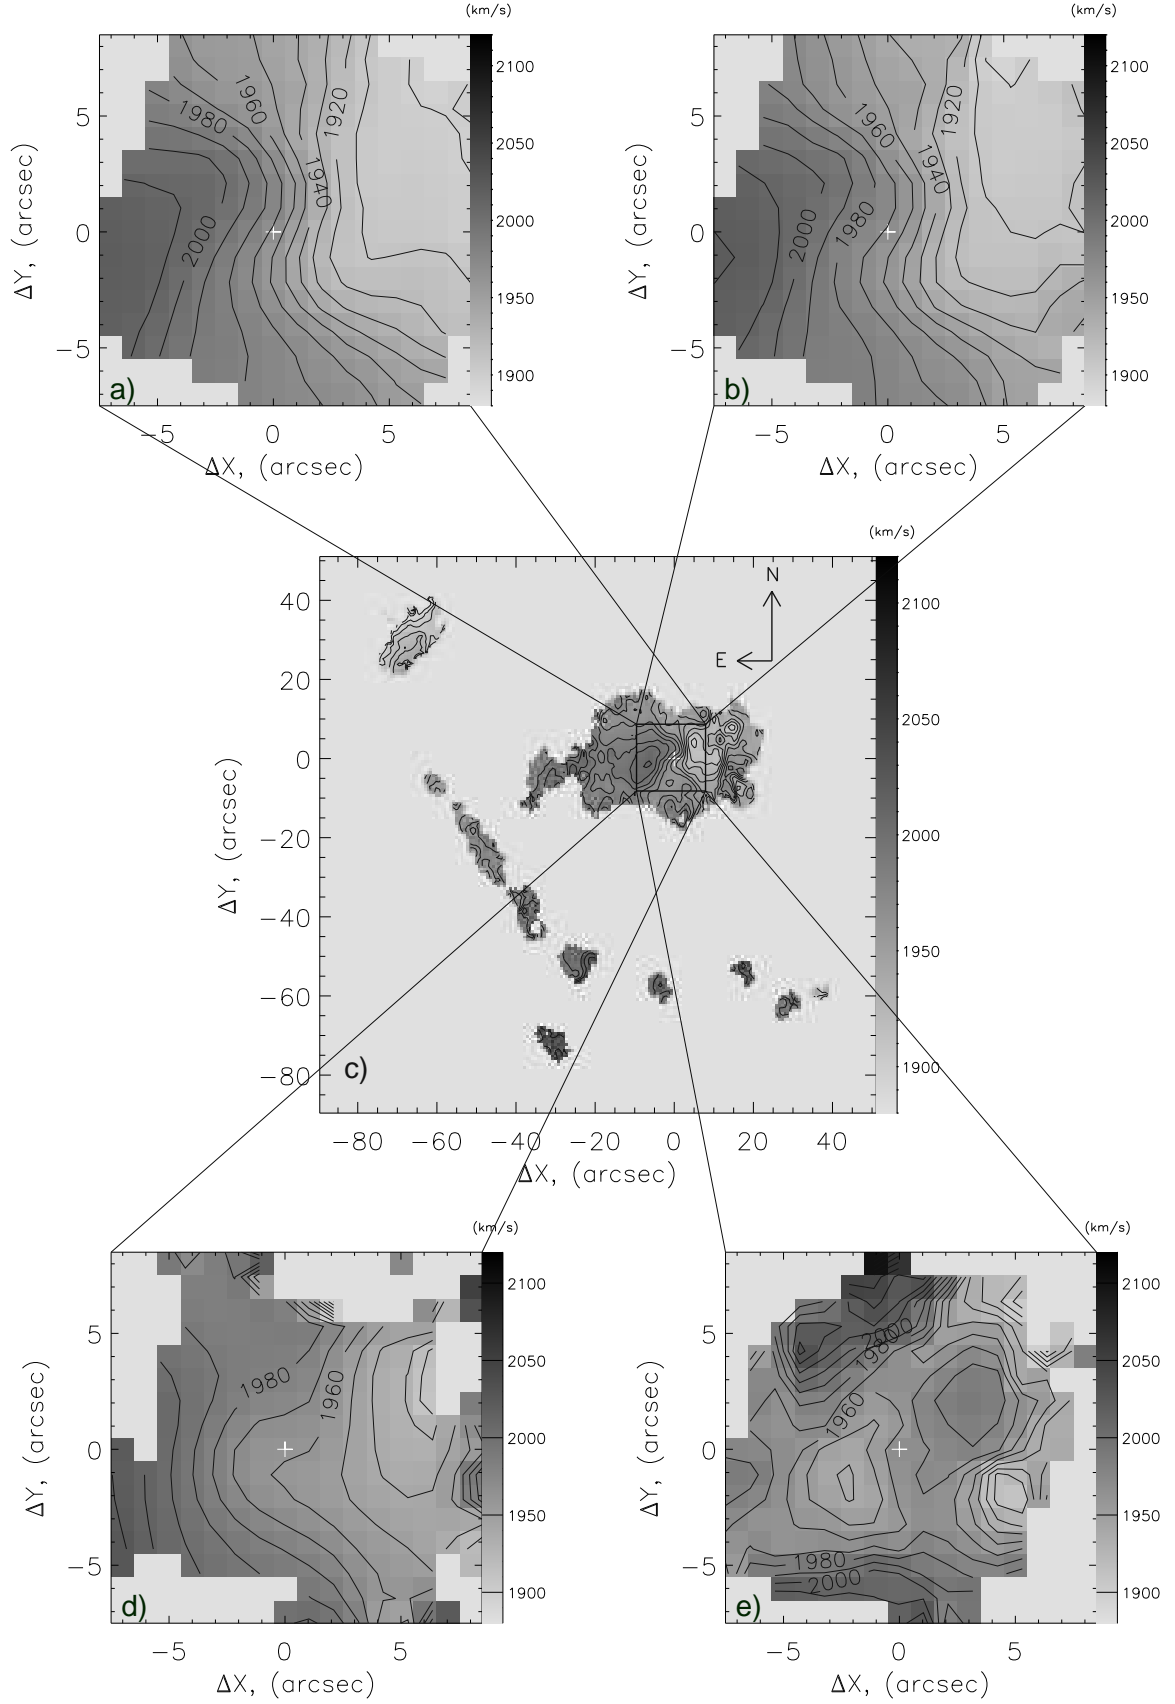 (km/s) (km/s)
2100 2100
1960 1920 1920
5 1980 5 1960
2050 2050
1940 1940
ΔY, (arcsec) 0 2000 2000 ΔY, (arcsec) 0 2000 1980 2000
1950 1950
−5 −5
1900 1900
a) b)
−5 0 5 −5 0 5
ΔX, (arcsec) ΔX, (arcsec)
(km/s)
N
40 2100
E
20
2050
0
ΔY, (arcsec)
−20 2000
−40
1950
−60
−80 c) 1900
−80 −60 −40 −20 0 20 40
ΔX, (arcsec)
(km/s) (km/s)
2100 2100
5 5 2000
1980
2050 2050
1980 1960 1960
ΔY, (arcsec) 0 2000 ΔY, (arcsec) 0 2000
1950 1950
−5 −5 1980
2000
1900 1900
d) e)
−5 0 5 −5 0 5
ΔX, (arcsec) ΔX, (arcsec)